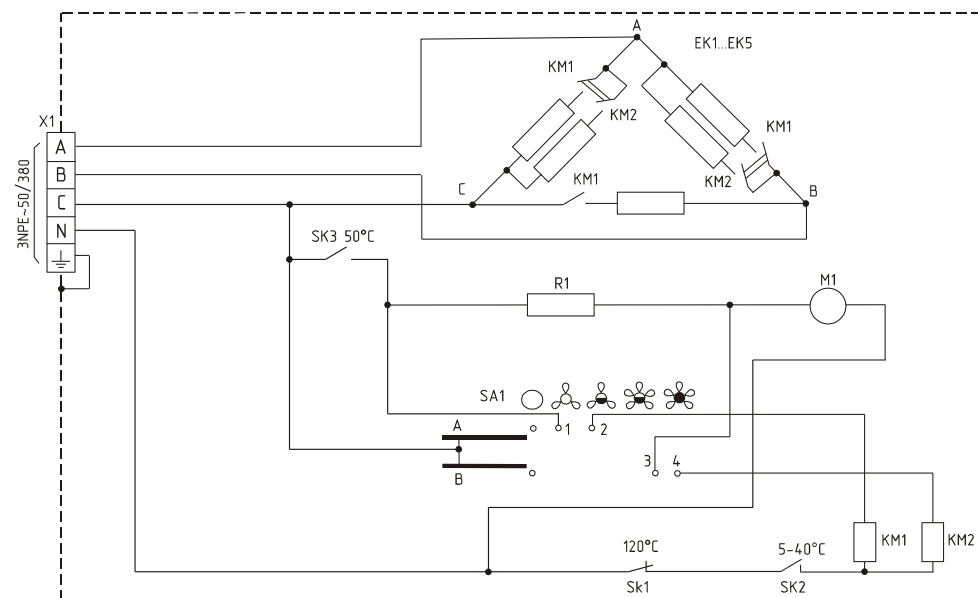 A
EK1...EK5
KM1
KM2
KM1
KM2
C
KM1
B
X1
A
B
C
N
3NPE~50/380
SK3 50°C
R1
M1
SA1
A
1
2
B
3
4
KM1
KM2
120°C
Sk1
5-40°C
SK2